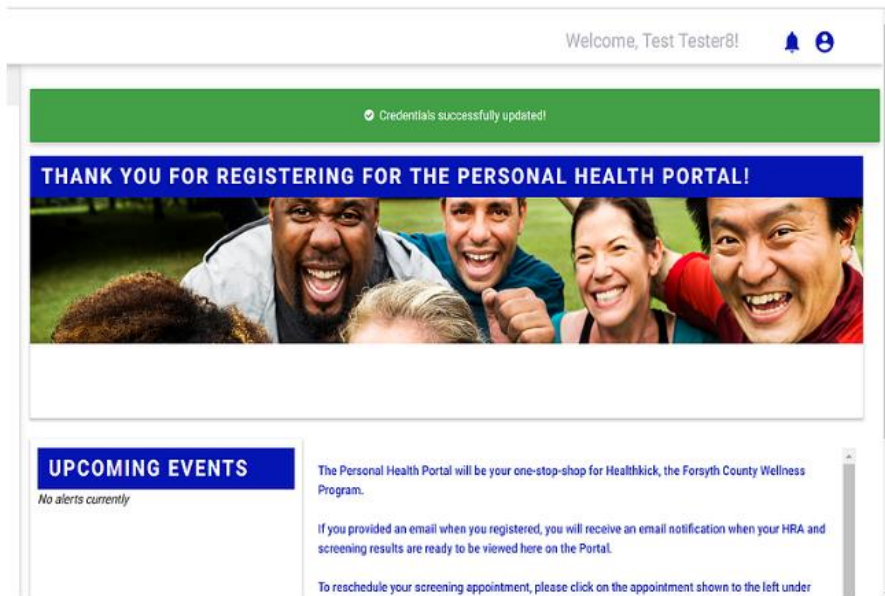 Welcome, Test Tester8!
Credentials successfully updated!
THANK YOU FOR REGISTERING FOR THE PERSONAL HEALTH PORTAL!
UPCOMING EVENTS
No alerts currently
The Personal Health Portal will be your one-stop-shop for Healthkick, the Forsyth County Wellness
Program.
If you provided an email when you registered, you will receive an email notification when your HRA and
screening results are ready to be viewed here on the Portal.
To reschedule your screening appointment, please click on the appointment shown to the left under